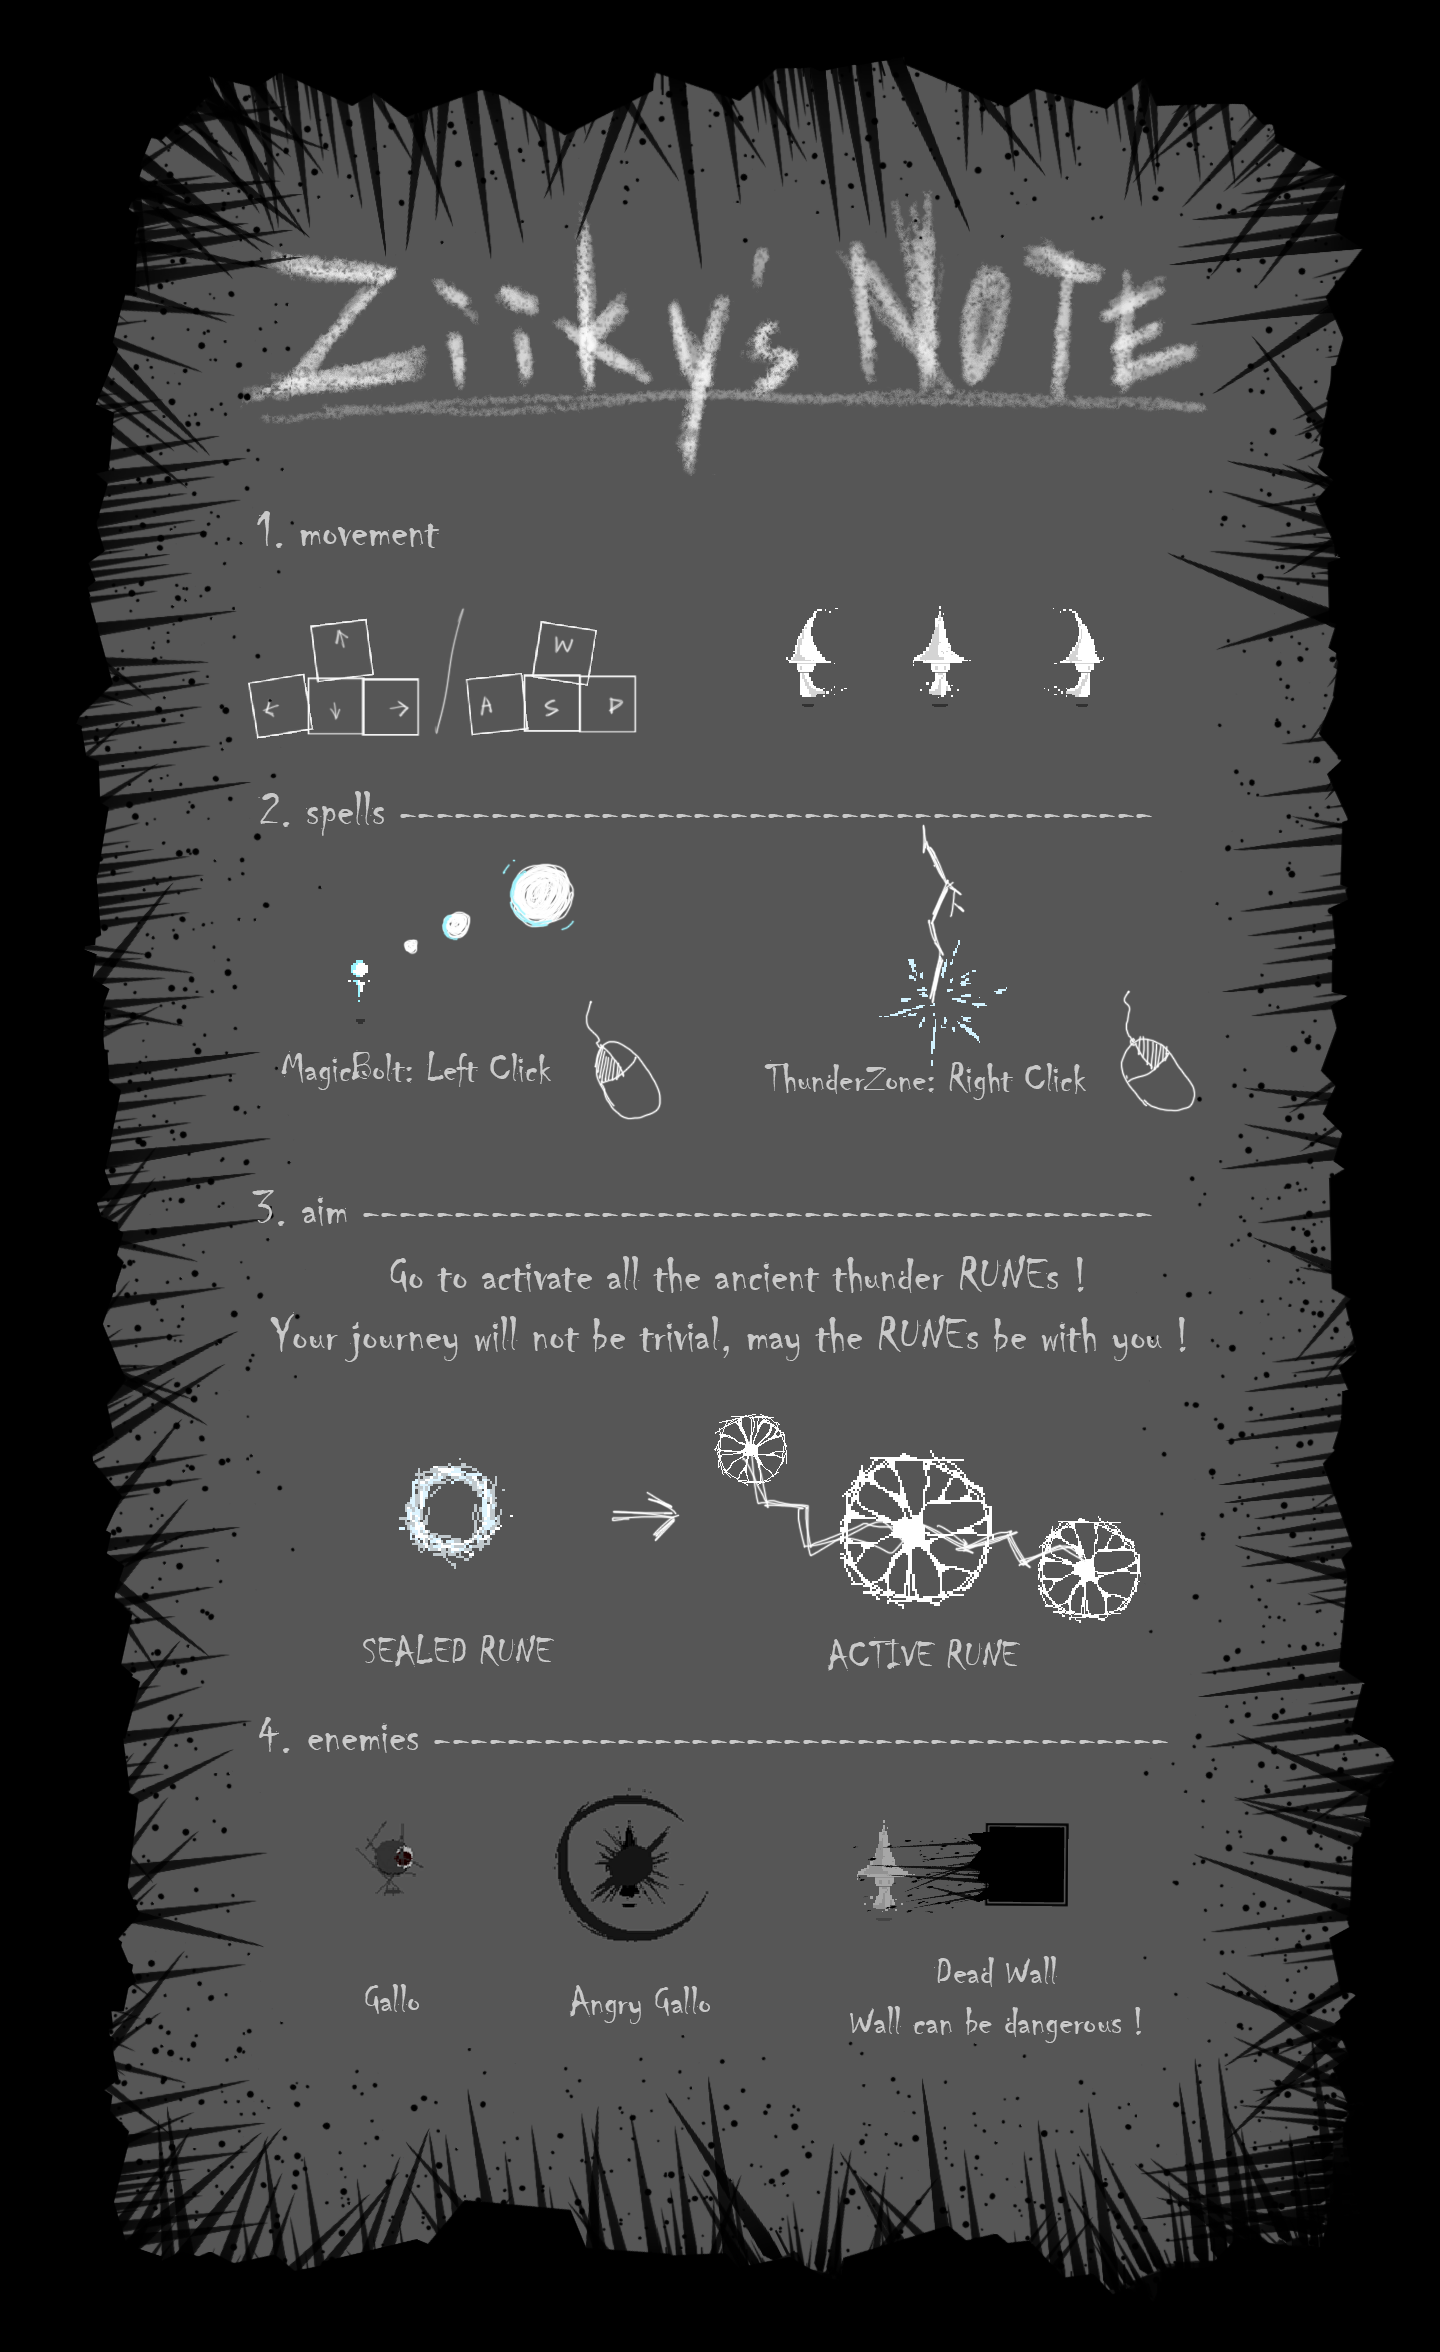 Ziiky's NOTE
1. movement
↑ W
← ↓ → / A S D
2. spells ----------------------------------------
MagicBolt: Left Click
ThunderZone: Right Click
3. aim ------------------------------------------
Go to activate all the ancient thunder RUNEs !
Your journey will not be trivial, may the RUNEs be with you !
SEALED RUNE
ACTIVE RUNE
4. enemies ---------------------------------------
Gallo
Angry Gallo
Dead Wall
Wall can be dangerous !